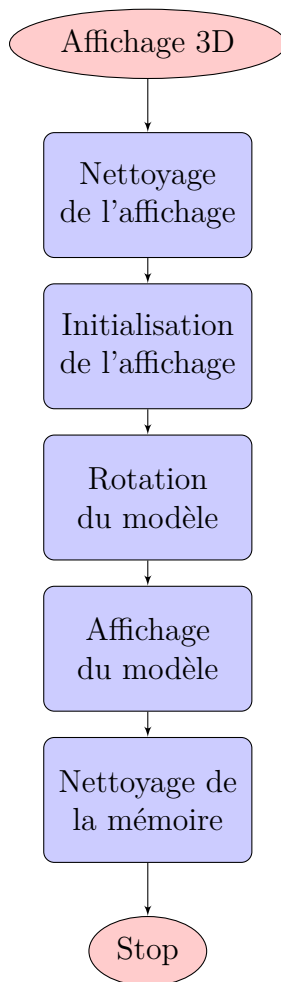 Affichage 3D
Nettoyage
de l'affichage
Initialisation
de l'affichage
Rotation
du modèle
Affichage
du modèle
Nettoyage de
la mémoire
Stop